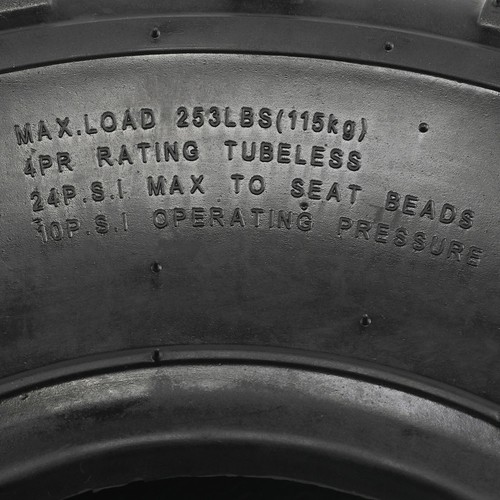 MAX.LOAD 253LBS(115kg)
4PR RATING TUBELESS
24P.S.I MAX TO SEAT BEADS
10P.S.I OPERATING PRESSURE